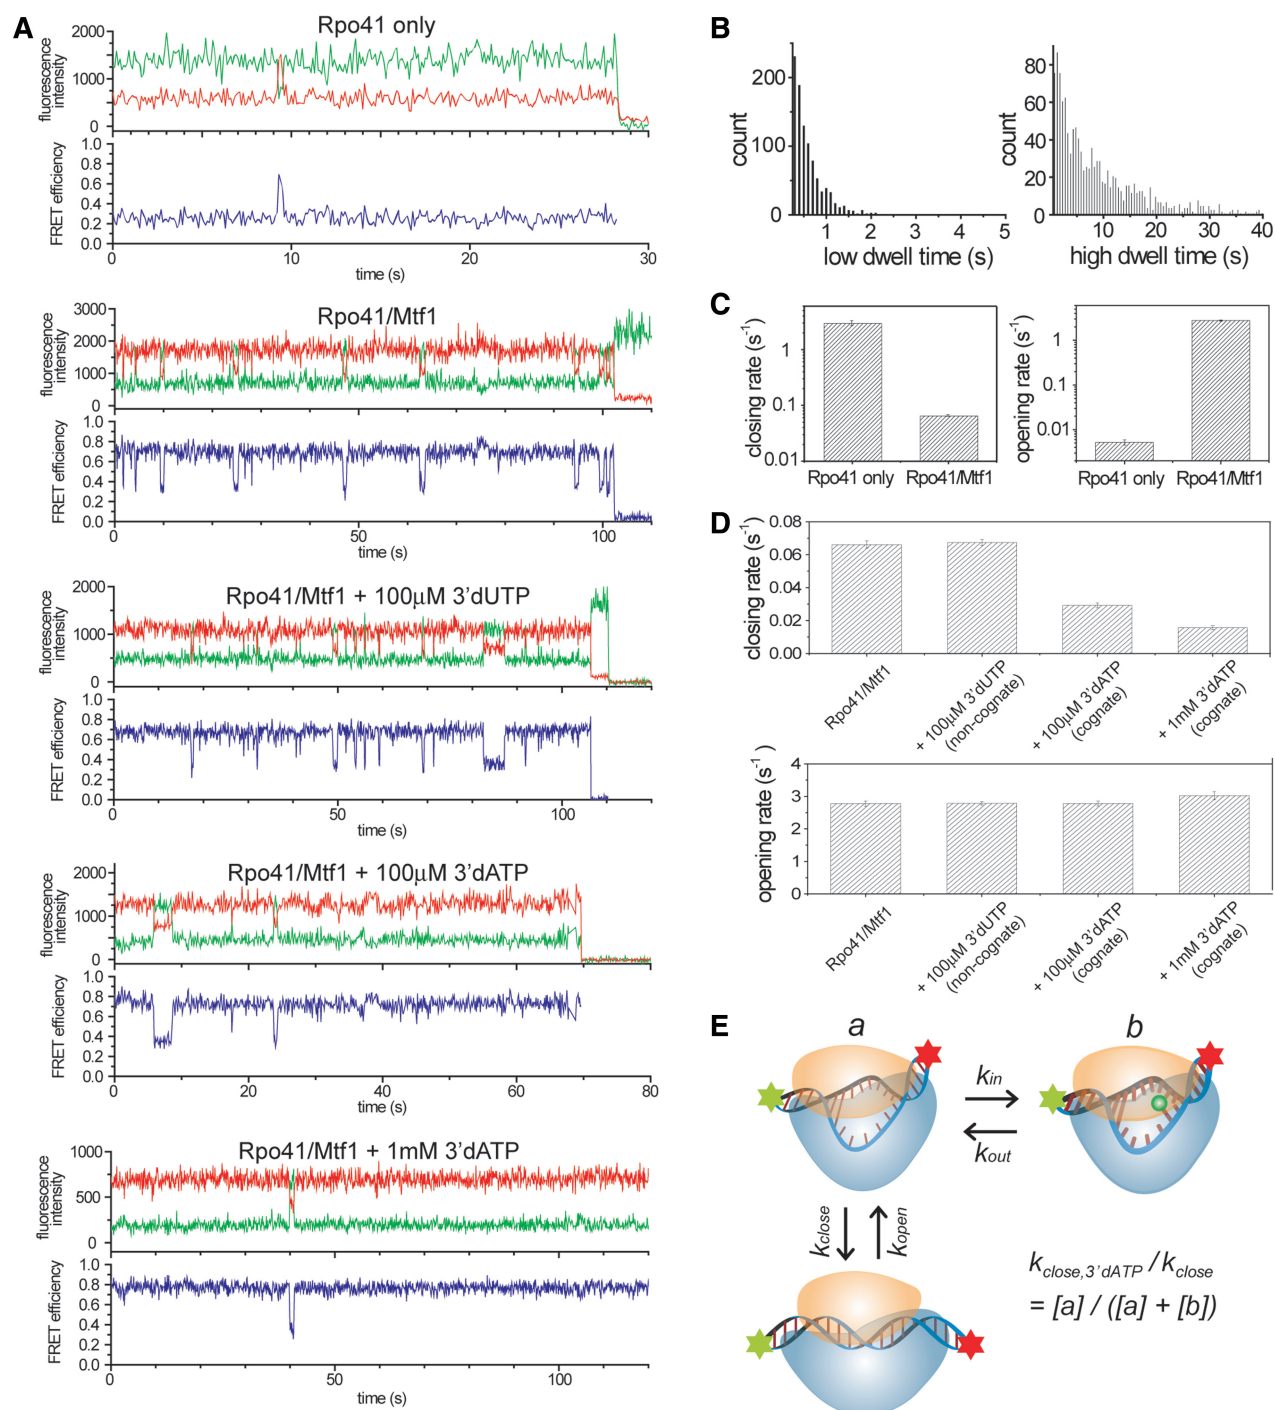 A
Rpo41 only
fluorescence
intensity
2000
1000
0
FRET efficiency
1.0
0.8
0.6
0.4
0.2
0.0
0 10 20 30
time (s)
Rpo41/Mtf1
fluorescence
intensity
3000
2000
1000
0
FRET efficiency
1.0
0.8
0.6
0.4
0.2
0.0
0 50 100
time (s)
Rpo41/Mtf1 + 100μM 3'dUTP
fluorescence
intensity
2000
1000
0
FRET efficiency
1.0
0.8
0.6
0.4
0.2
0.0
0 50 100
time (s)
Rpo41/Mtf1 + 100μM 3'dATP
fluorescence
intensity
2000
1000
0
FRET efficiency
1.0
0.8
0.6
0.4
0.2
0.0
0 20 40 60 80
time (s)
Rpo41/Mtf1 + 1mM 3'dATP
fluorescence
intensity
1000
500
0
FRET efficiency
1.0
0.8
0.6
0.4
0.2
0.0
0 50 100
time (s)
B
count
200
100
0
1 2 3 4 5
low dwell time (s)
count
80
60
40
20
0
10 20 30 40
high dwell time (s)
C
closing rate (s⁻¹)
1
0.1
0.01
Rpo41 only Rpo41/Mtf1
opening rate (s⁻¹)
1
0.1
0.01
Rpo41 only Rpo41/Mtf1
D
closing rate (s⁻¹)
0.08
0.06
0.04
0.02
0.00
Rpo41/Mtf1
+ 100μM 3'dUTP
(non-cognate)
+ 100μM 3'dATP
(cognate)
+ 1mM 3'dATP
(cognate)
opening rate (s⁻¹)
4
3
2
1
0
Rpo41/Mtf1
+ 100μM 3'dUTP
(non-cognate)
+ 100μM 3'dATP
(cognate)
+ 1mM 3'dATP
(cognate)
E
a
b
kin
kout
kclose
kopen
kclose,3'dATP / kclose
= [a] / ([a] + [b])